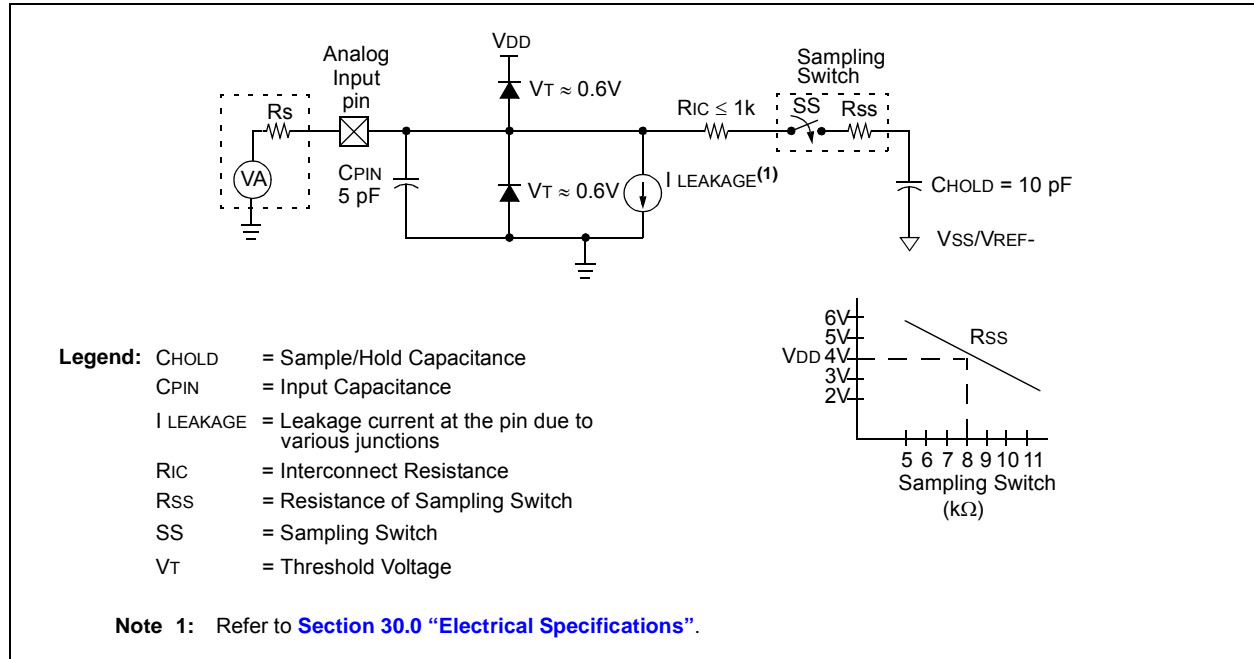 VDD
Analog
Input
pin
Sampling
Switch
VT ≈ 0.6V
RS
RIC ≤ 1k
SS
RSS
VA
CPIN
5 pF
VT ≈ 0.6V
I LEAKAGE(1)
CHOLD = 10 pF
VSS/VREF-
6V
5V
RSS
VDD 4V
3V
2V
5 6 7 8 9 10 11
Sampling Switch
(kΩ)
Legend: CHOLD = Sample/Hold Capacitance
CPIN = Input Capacitance
I LEAKAGE = Leakage current at the pin due to
various junctions
RIC = Interconnect Resistance
RSS = Resistance of Sampling Switch
SS = Sampling Switch
VT = Threshold Voltage
Note 1: Refer to Section 30.0 “Electrical Specifications”.